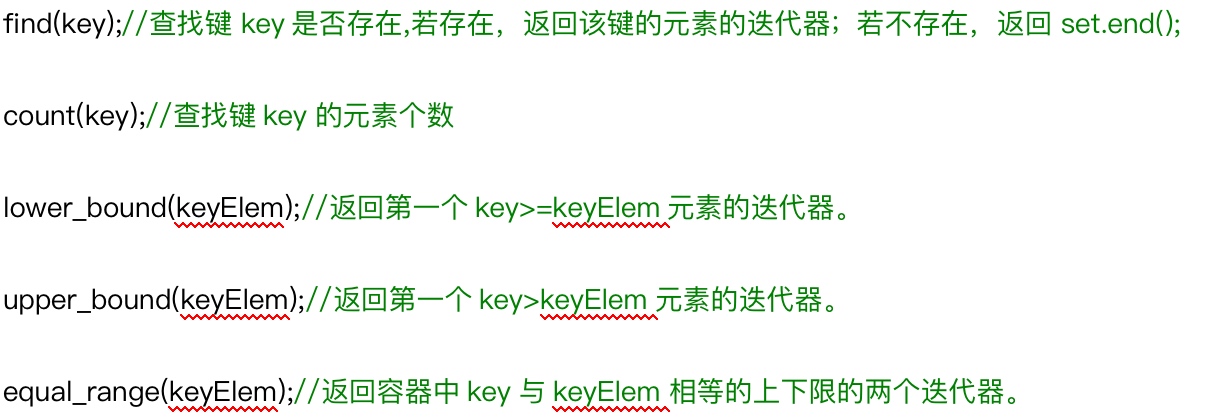 find(key);//查找键 key 是否存在,若存在，返回该键的元素的迭代器；若不存在，返回 set.end();
count(key);//查找键 key 的元素个数
lower_bound(keyElem);//返回第一个 key>=keyElem 元素的迭代器。
upper_bound(keyElem);//返回第一个 key>keyElem 元素的迭代器。
equal_range(keyElem);//返回容器中 key 与 keyElem 相等的上下限的两个迭代器。